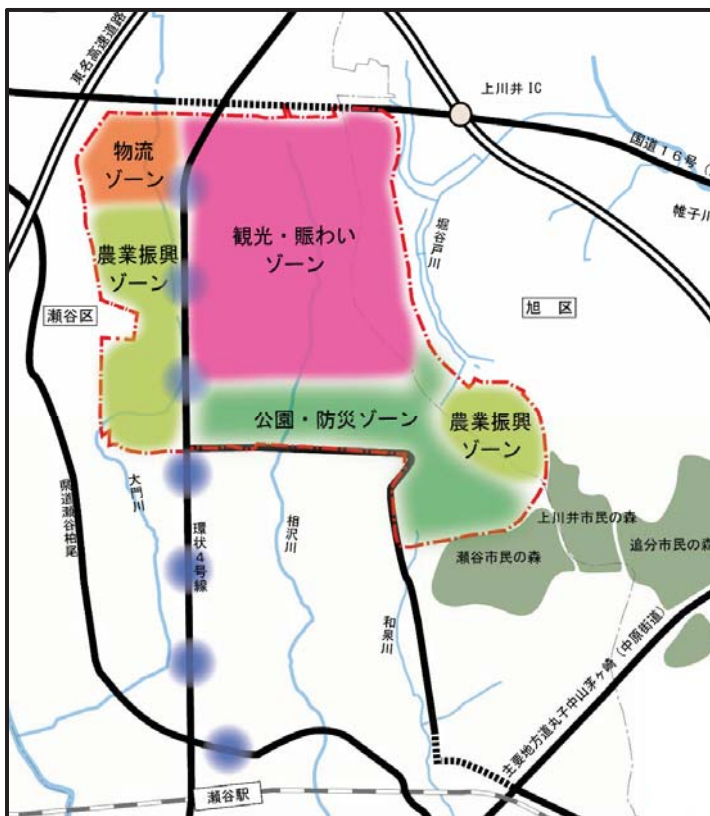 東名高速道路
上川井 IC
国道16号（
帷子川
物流
ゾーン
観光・賑わい
ゾーン
堀谷戸川
農業振興
ゾーン
瀬谷区
旭 区
公園・防災ゾーン
農業振興
ゾーン
県道瀬谷柏尾
大門川
環状4号線
相沢川
和泉川
上川井市民の森
追分市民の森
瀬谷市民の森
主要地方道丸子中山茅ヶ崎（中原街道）
瀬谷駅